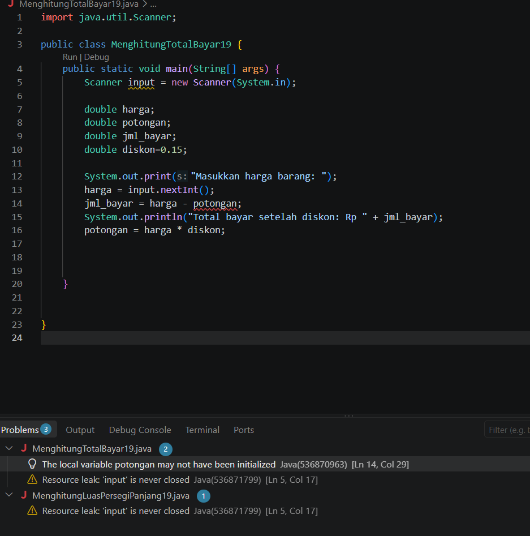 J MenghitungTotalBayar19.java > ...
1 import java.util.Scanner;
2
3 public class MenghitungTotalBayar19 {
Run | Debug
4 public static void main(String[] args) {
5 Scanner input = new Scanner(System.in);
6
7 double harga;
8 double potongan;
9 double jml_bayar;
10 double diskon=0.15;
11
12 System.out.print(s: "Masukkan harga barang: ");
13 harga = input.nextInt();
14 jml_bayar = harga - potongan;
15 System.out.println("Total bayar setelah diskon: Rp " + jml_bayar);
16 potongan = harga * diskon;
17
18
19
20 }
21
22
23 }
24
Problems 3 Output Debug Console Terminal Ports Filter (e.g.
J MenghitungTotalBayar19.java 2
The local variable potongan may not have been initialized Java(536870963) [Ln 14, Col 29]
Resource leak: 'input' is never closed Java(536871799) [Ln 5, Col 17]
J MenghitungLuasPersegiPanjang19.java 1
Resource leak: 'input' is never closed Java(536871799) [Ln 5, Col 17]